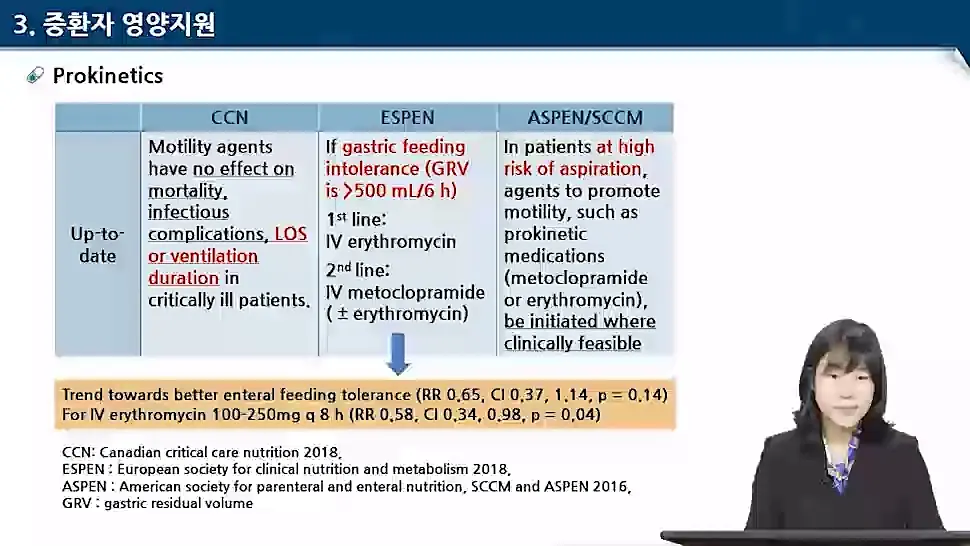 3. 중환자 영양지원
Prokinetics
CCN
ESPEN
ASPEN/SCCM
Up-to-
date
Motility agents
have no effect on
mortality,
infectious
complications, LOS
or ventilation
duration in
critically ill patients.
If gastric feeding
intolerance (GRV
is >500 mL/6 h)
1st line:
IV erythromycin
2nd line:
IV metoclopramide
( ± erythromycin)
In patients at high
risk of aspiration,
agents to promote
motility, such as
prokinetic
medications
(metoclopramide
or erythromycin),
be initiated where
clinically feasible
Trend towards better enteral feeding tolerance (RR 0.65, CI 0.37, 1.14, p = 0.14)
For IV erythromycin 100-250mg q 8 h (RR 0.58, CI 0.34, 0.98, p = 0.04)
CCN: Canadian critical care nutrition 2018,
ESPEN : European society for clinical nutrition and metabolism 2018,
ASPEN : American society for parenteral and enteral nutrition, SCCM and ASPEN 2016,
GRV : gastric residual volume